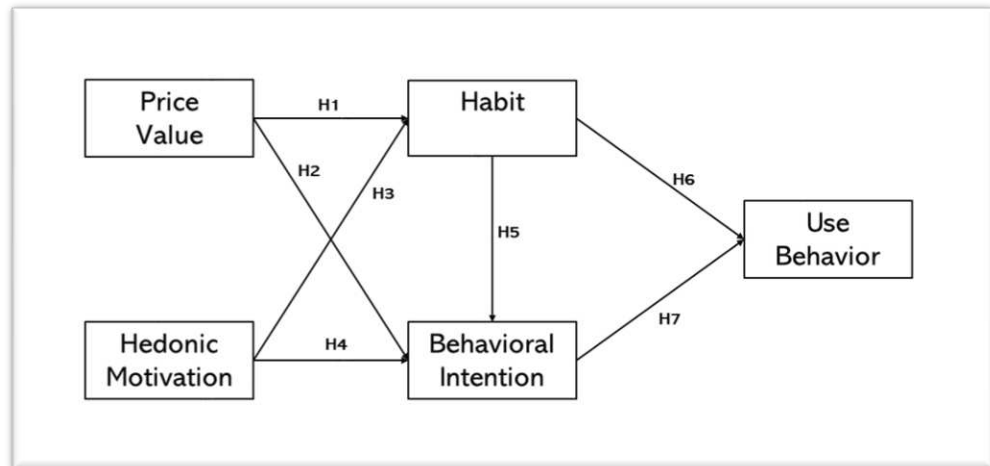 Price
Value
H1
Habit
H2
H3
H6
H5
Use
Behavior
Hedonic
Motivation
H4
Behavioral
Intention
H7